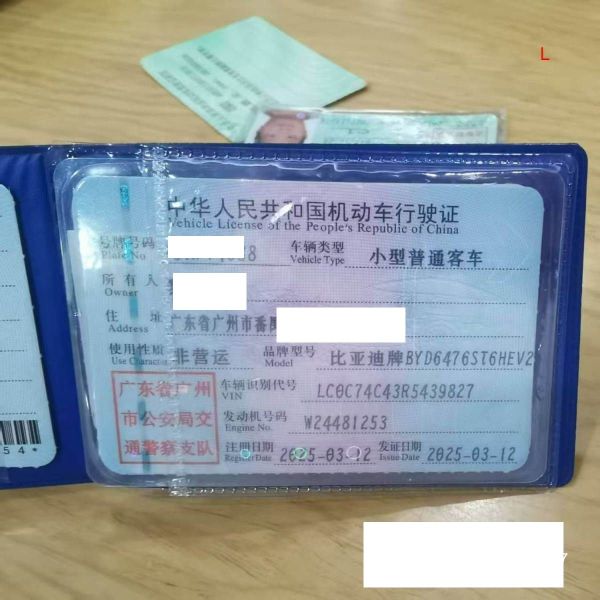 L
中华人民共和国机动车行驶证
Vehicle License of the People's Republic of China
号牌号码 Plate No. 车辆类型 Vehicle Type 小型普通客车
所有人 Owner
住址 Address 广东省广州市番禺
使用性质 Use Character 非营运 品牌型号 Model 比亚迪牌BYD6476ST6HEV2
广东省广州市公安局交通警察支队
车辆识别代号 VIN LC0C74C43R5439827
发动机号码 Engine No. W24481253
注册日期 Register Date 2025-03-12 发证日期 Issue Date 2025-03-12
54*
7